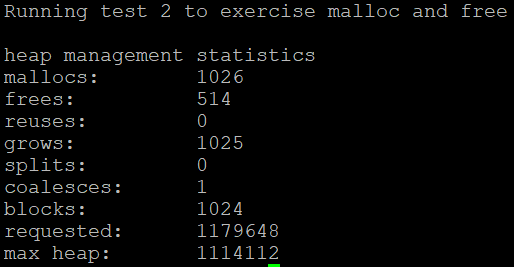 Running test 2 to exercise malloc and free
heap management statistics
mallocs: 1026
frees: 514
reuses: 0
grows: 1025
splits: 0
coalesces: 1
blocks: 1024
requested: 1179648
max heap: 1114112